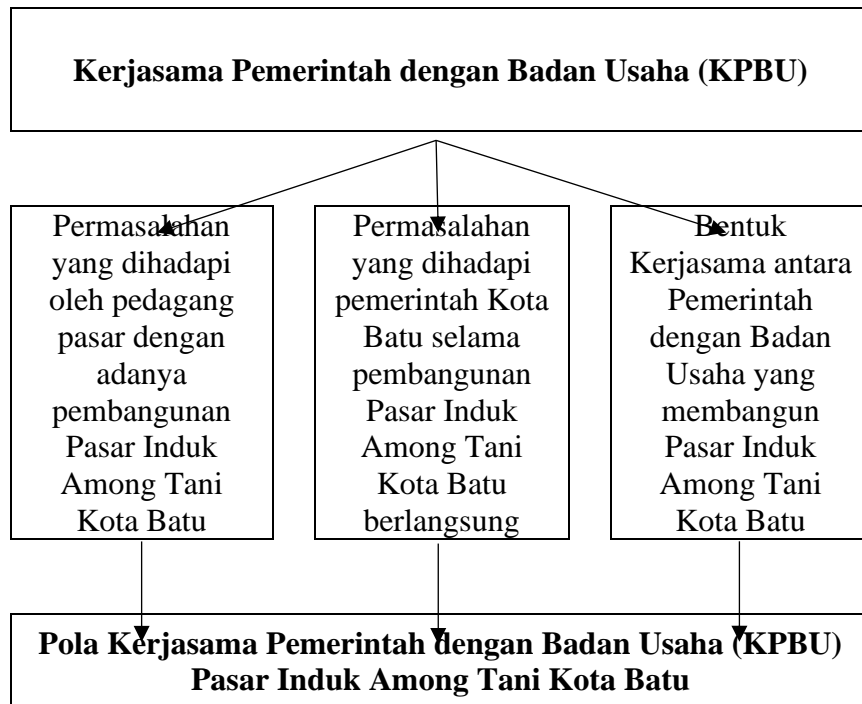 Kerjasama Pemerintah dengan Badan Usaha (KPBU)
Permasalahan
yang dihadapi
oleh pedagang
pasar dengan
adanya
pembangunan
Pasar Induk
Among Tani
Kota Batu
Permasalahan
yang dihadapi
pemerintah Kota
Batu selama
pembangunan
Pasar Induk
Among Tani
Kota Batu
berlangsung
Bentuk
Kerjasama antara
Pemerintah
dengan Badan
Usaha yang
membangun
Pasar Induk
Among Tani
Kota Batu
Pola Kerjasama Pemerintah dengan Badan Usaha (KPBU)
Pasar Induk Among Tani Kota Batu